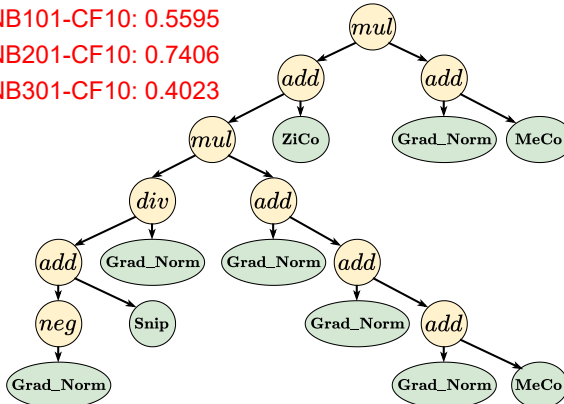 NB101-CF10: 0.5595
NB201-CF10: 0.7406
NB301-CF10: 0.4023
mul
add
add
mul
ZiCo
Grad_Norm
MeCo
div
add
add
Grad_Norm
Grad_Norm
add
neg
Snip
Grad_Norm
add
Grad_Norm
Grad_Norm
MeCo